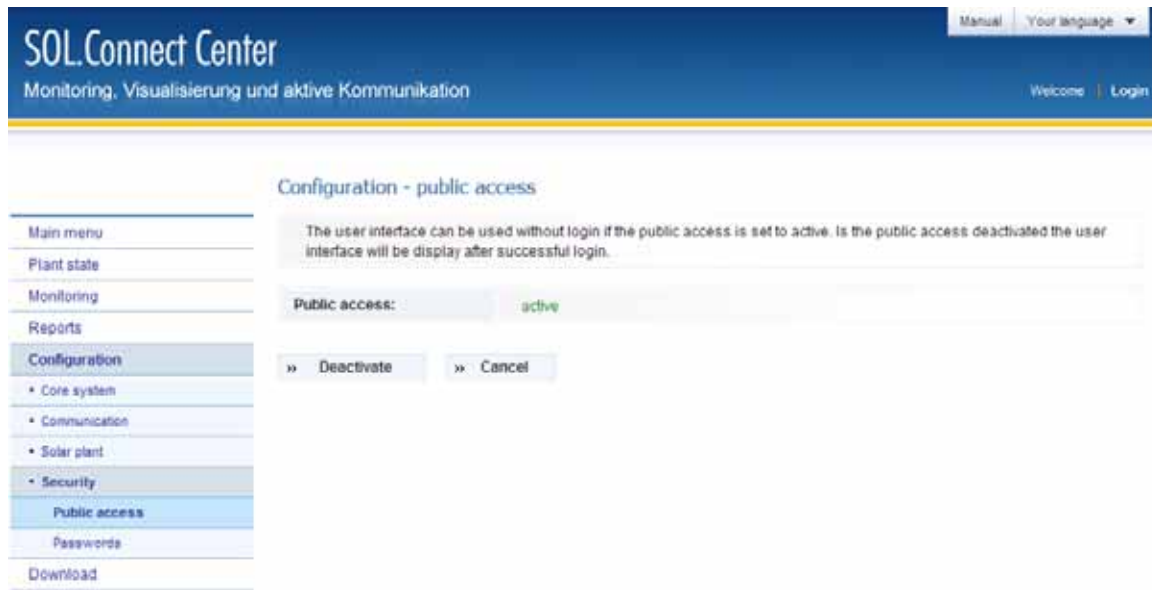 Manual Your language
SOL.Connect Center
Monitoring, Visualisierung und aktive Kommunikation
Welcome | Login
Configuration - public access
The user interface can be used without login if the public access is set to active. Is the public access deactivated the user
interface will be display after successful login.
Public access: active
» Deactivate » Cancel
Main menu
Plant state
Monitoring
Reports
Configuration
• Core system
• Communication
• Solar plant
• Security
Public access
Passwords
Download